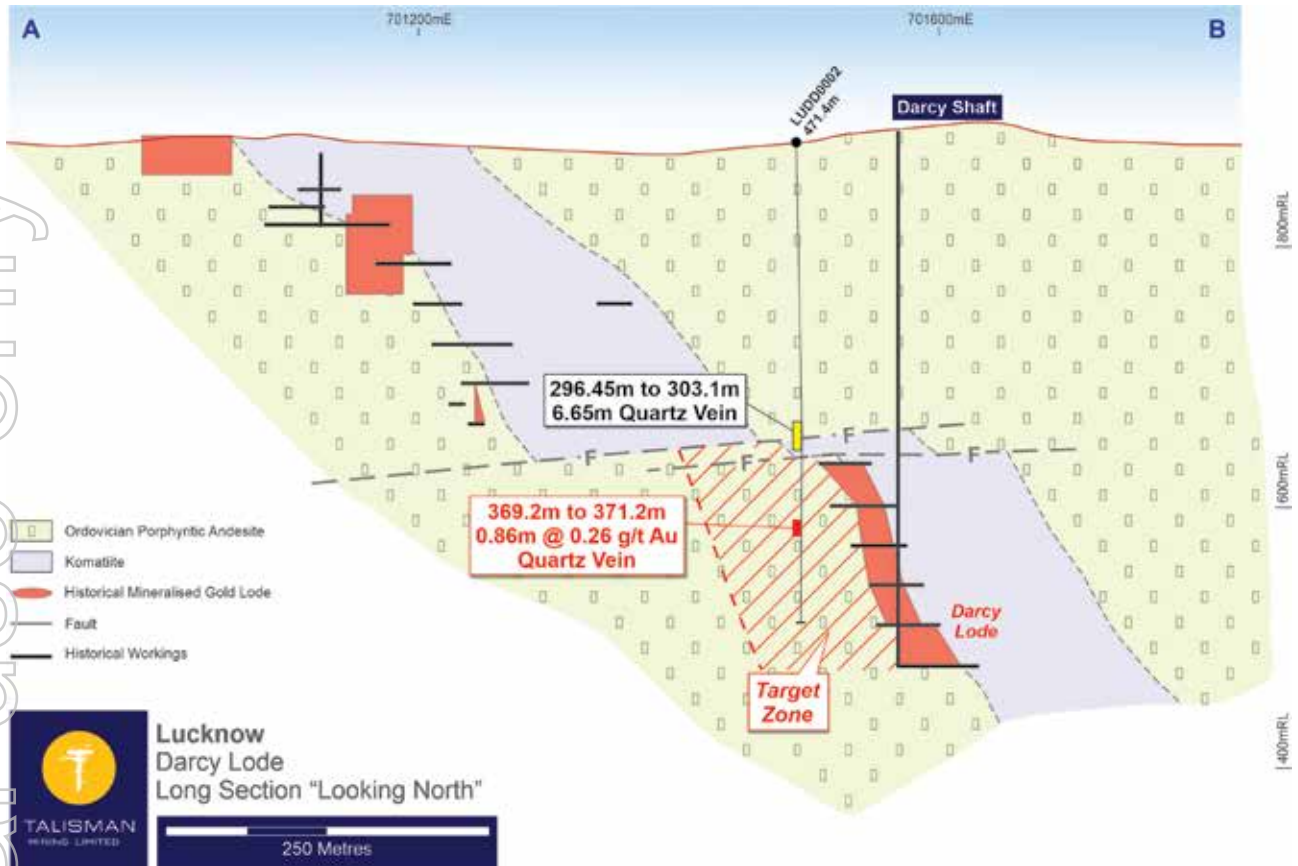 A
701200mE
701600mE
B
LUDD0002
471.4m
Darcy Shaft
800mRL
296.45m to 303.1m
6.65m Quartz Vein
F
F
F
F
600mRL
369.2m to 371.2m
0.86m @ 0.26 g/t Au
Quartz Vein
Ordovician Porphyritic Andesite
Komatiite
Historical Mineralised Gold Lode
Fault
Historical Workings
Darcy
Lode
Target
Zone
400mRL
Lucknow
Darcy Lode
Long Section "Looking North"
TALISMAN
MINING LIMITED
250 Metres